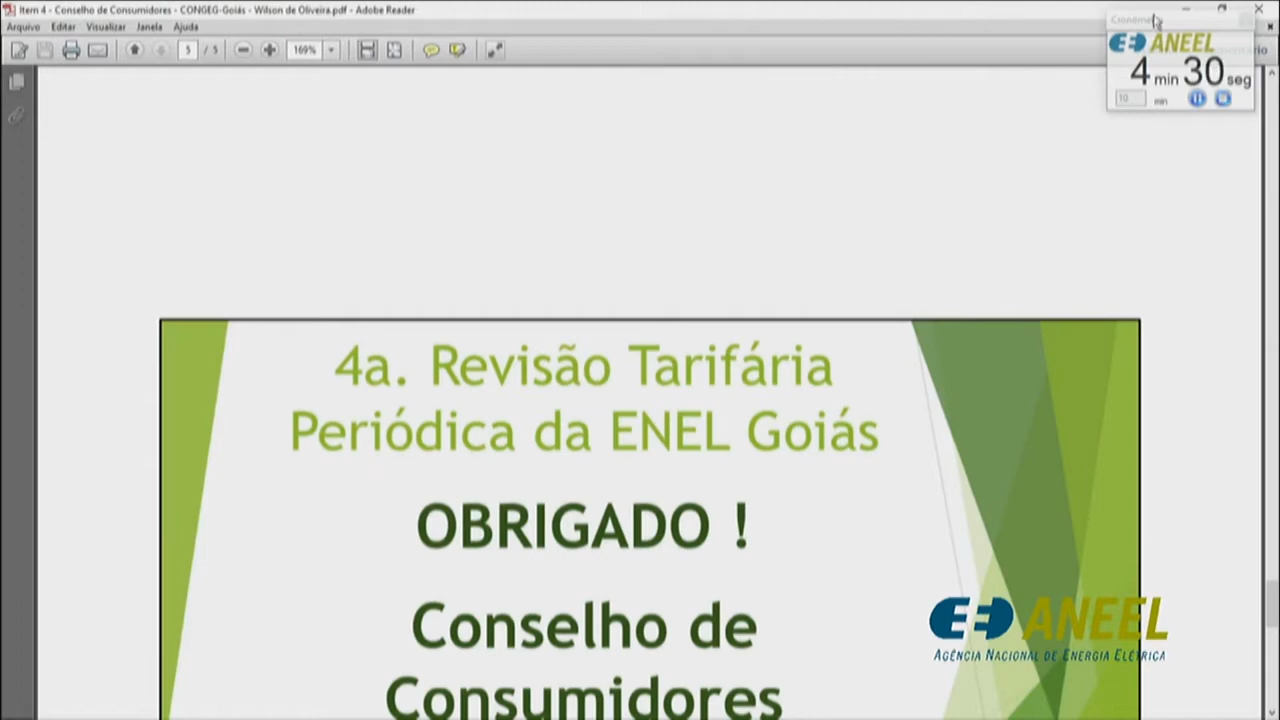 Item 4 - Conselho de Consumidores - CONGEG-Goiás - Wilson de Oliveira.pdf - Adobe Reader
Arquivo Editar Visualizar Janela Ajuda
5 / 5 169%
ANEEL
4 min 30 seg
10 min
4a. Revisão Tarifária
Periódica da ENEL Goiás
OBRIGADO !
Conselho de
Consumidores
ANEEL
AGÊNCIA NACIONAL DE ENERGIA ELÉTRICA